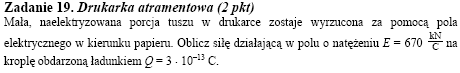 Zadanie 19. Drukarka atramentowa (2 pkt)
Mała, naelektryzowana porcja tuszu w drukarce zostaje wyrzucona za pomocą pola
elektrycznego w kierunku papieru. Oblicz siłę działającą w polu o natężeniu E = 670 kN/C na
kroplę obdarzoną ładunkiem Q = 3 · 10⁻¹³ C.